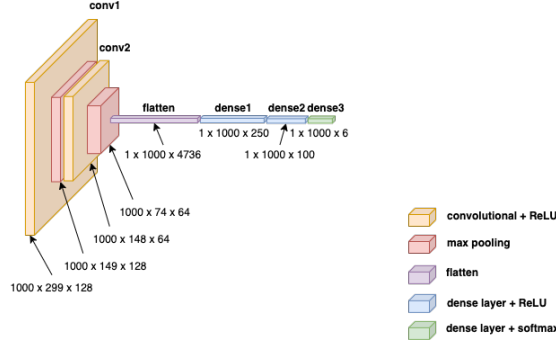 conv1
conv2
flatten
dense1
dense2
dense3
1 x 1000 x 4736
1 x 1000 x 250
1 x 1000 x 100
1 x 1000 x 6
1000 x 74 x 64
1000 x 148 x 64
1000 x 149 x 128
1000 x 299 x 128
convolutional + ReLU
max pooling
flatten
dense layer + ReLU
dense layer + softmax